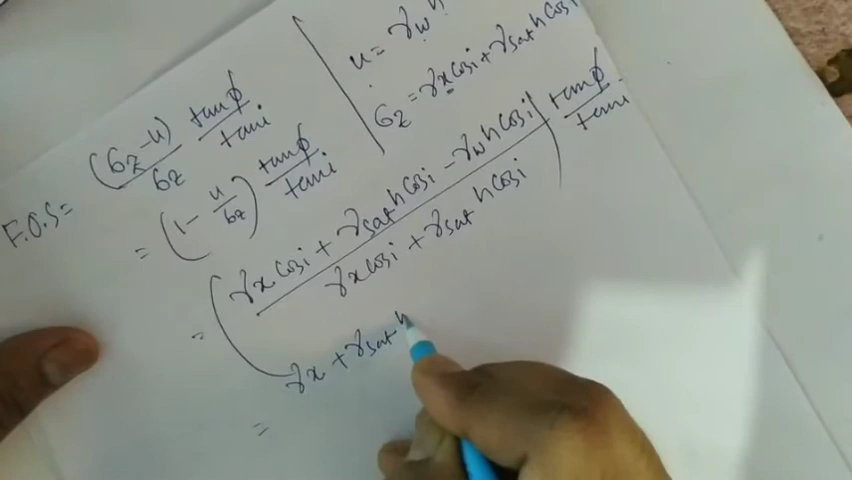 u = γw h
σz = γx cosi + γsat h cosi
F.O.S = (σz - u)/σz tanϕ/tani
= (1 - u/σz) tanϕ/tani
= (γx cosi + γsat h cosi - γw h cosi / γx cosi + γsat h cosi) tanϕ/tani
= γx + γsat h